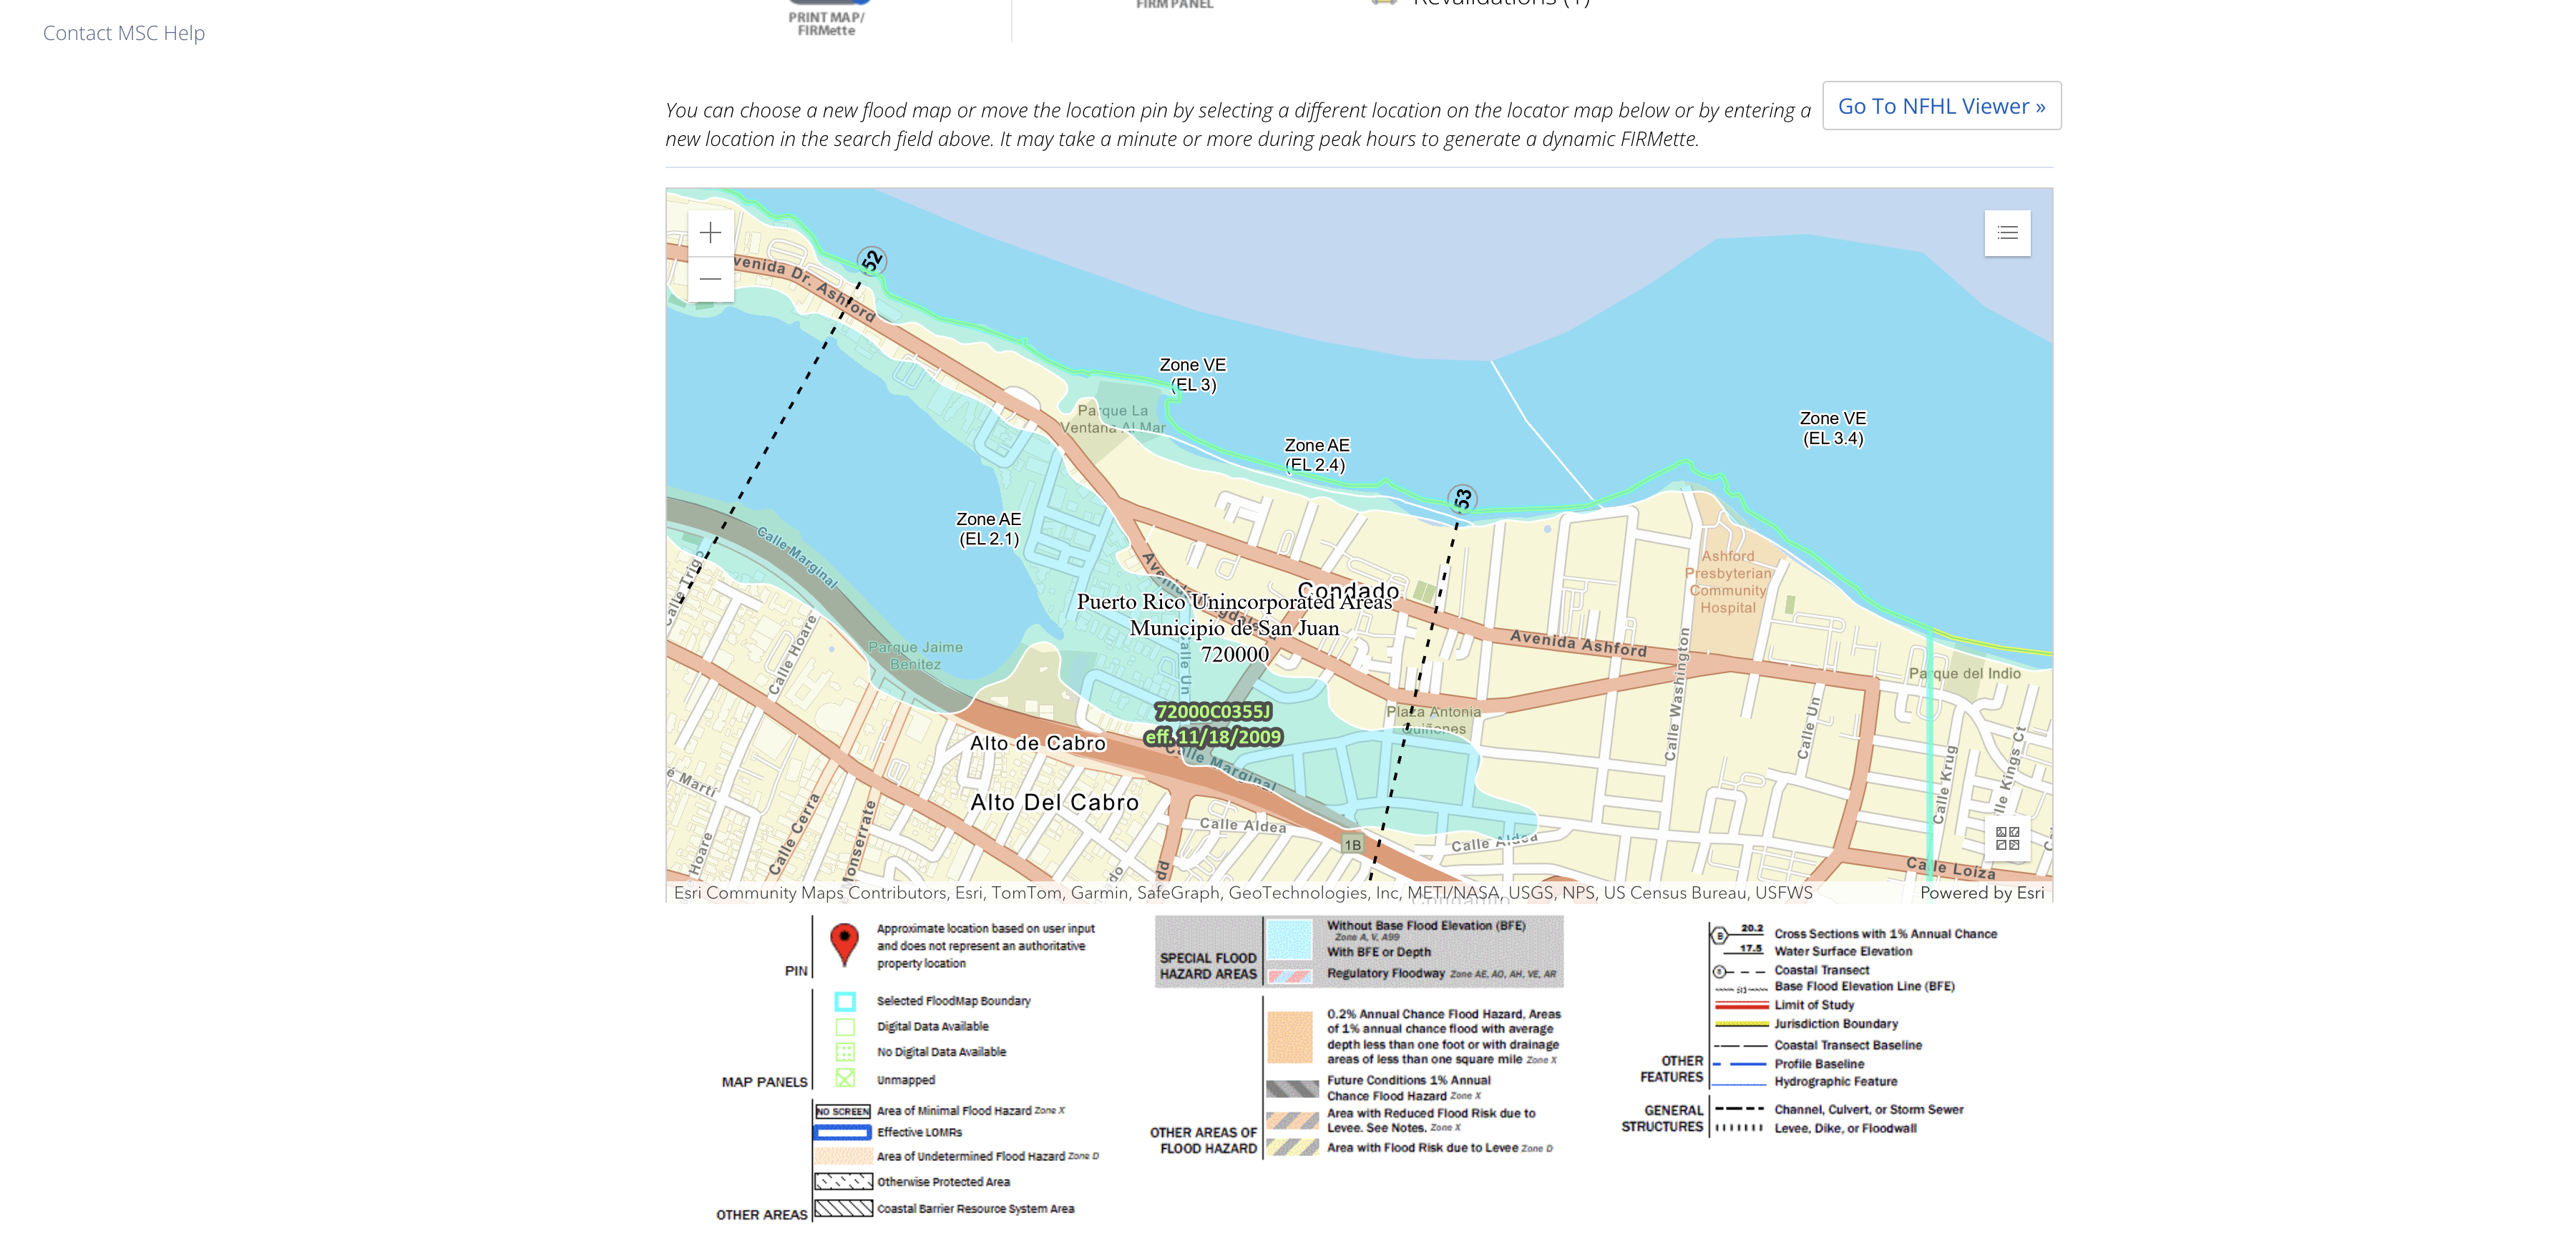 Contact MSC Help
PRINT MAP/
FIRMette
FIRM PANEL
Revalidations (1)
You can choose a new flood map or move the location pin by selecting a different location on the locator map below or by entering a
new location in the search field above. It may take a minute or more during peak hours to generate a dynamic FIRMette.
Go To NFHL Viewer »
52
venida Dr. Ashford
Zone VE
(EL 3)
Parque La
Ventana Al Mar
Zone AE
(EL 2.4)
Zone VE
(EL 3.4)
53
Zone AE
(EL 2.1)
Calle Marginal
Calle Trigo
Ashford
Presbyterian
Community
Hospital
Condado
Puerto Rico Unincorporated Areas
Municipio de San Juan
720000
Avenida Ashford
Calle Washington
Parque Jaime
Benitez
Calle Hoare
Calle Un
Parque del Indio
72000C0355J
eff. 11/18/2009
Plaza Antonia
Quiñones
Calle Marginal
Alto de Cabro
Alto Del Cabro
é Martí
Hoare
Calle Cerra
Monserrate
Calle Aldea
1B
Calle Aldea
Calle Un
Calle Krug
lle Kings Ct
Calle Loiza
Esri Community Maps Contributors, Esri, TomTom, Garmin, SafeGraph, GeoTechnologies, Inc, METI/NASA, USGS, NPS, US Census Bureau, USFWS
Powered by Esri
PIN
Approximate location based on user input
and does not represent an authoritative
property location
Selected FloodMap Boundary
Digital Data Available
No Digital Data Available
MAP PANELS
Unmapped
NO SCREEN
Area of Minimal Flood Hazard Zone X
Effective LOMRs
Area of Undetermined Flood Hazard Zone D
Otherwise Protected Area
OTHER AREAS
Coastal Barrier Resource System Area
SPECIAL FLOOD
HAZARD AREAS
Without Base Flood Elevation (BFE)
Zone A, V, A99
With BFE or Depth
Regulatory Floodway Zone AE, AO, AH, VE, AR
0.2% Annual Chance Flood Hazard, Areas
of 1% annual chance flood with average
depth less than one foot or with drainage
areas of less than one square mile Zone X
Future Conditions 1% Annual
Chance Flood Hazard Zone X
Area with Reduced Flood Risk due to
Levee. See Notes. Zone X
OTHER AREAS OF
FLOOD HAZARD
Area with Flood Risk due to Levee Zone D
B 20.2
Cross Sections with 1% Annual Chance
17.5
Water Surface Elevation
8
Coastal Transect
513
Base Flood Elevation Line (BFE)
Limit of Study
Jurisdiction Boundary
Coastal Transect Baseline
OTHER
FEATURES
Profile Baseline
Hydrographic Feature
GENERAL
STRUCTURES
Channel, Culvert, or Storm Sewer
Levee, Dike, or Floodwall